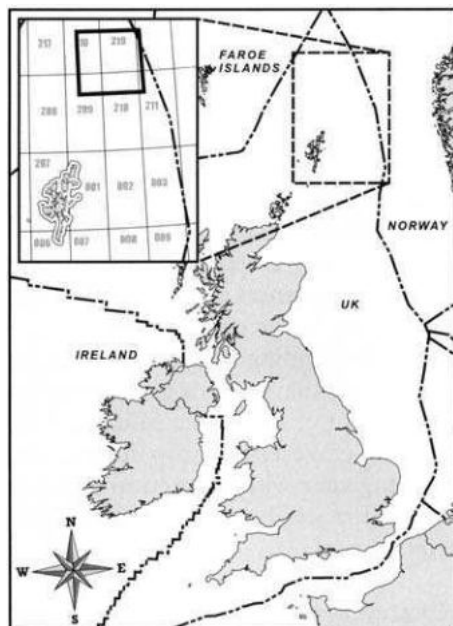 217
219
FAROE
ISLANDS
208
209
210
211
207
001
002
003
006
007
008
009
NORWAY
UK
IRELAND
N
W
E
S